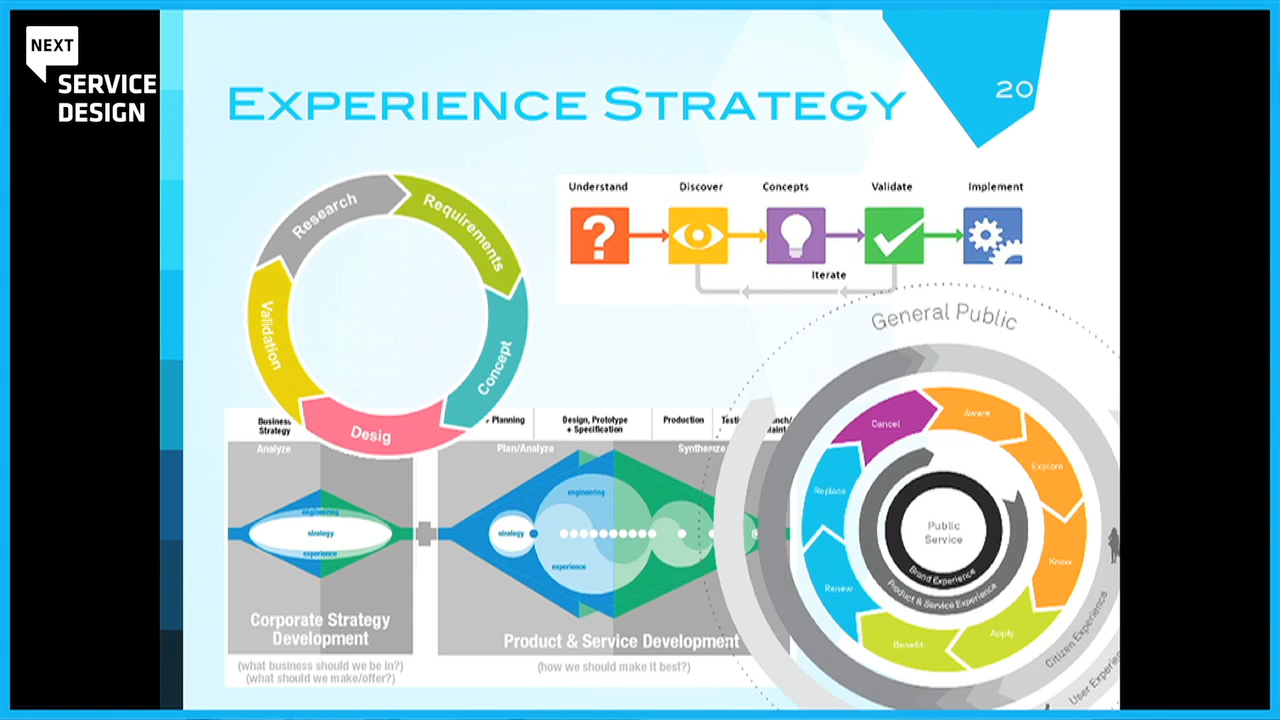 NEXT
SERVICE
DESIGN
EXPERIENCE STRATEGY
20
Research
Requirements
Concept
Desig
Validation
Understand
Discover
Concepts
Validate
Implement
Iterate
Business
Strategy
Analyze
engineering
strategy
experience
Corporate Strategy
Development
(what business should we be in?)
(what should we make/offer?)
Planning
Design, Prototype
+ Specification
Production
Plan/Analyze
engineering
strategy
experience
Product & Service Development
(how we should make it best?)
General Public
Cancel
Aware
Explore
Know
Apply
Benefit
Renew
Replace
Public
Service
Brand Experience
Product & Service Experience
Citizen Experience